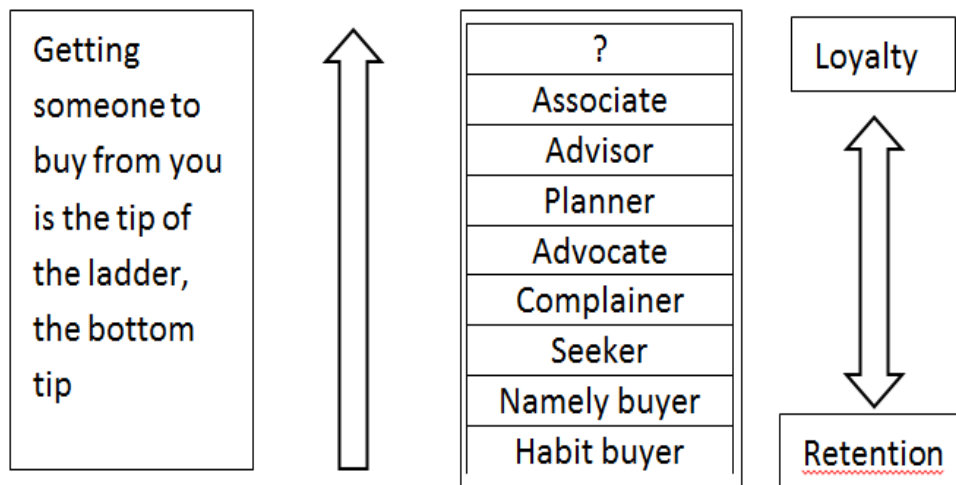 Getting
someone to
buy from you
is the tip of
the ladder,
the bottom
tip
?
Associate
Advisor
Planner
Advocate
Complainer
Seeker
Namely buyer
Habit buyer
Loyalty
Retention